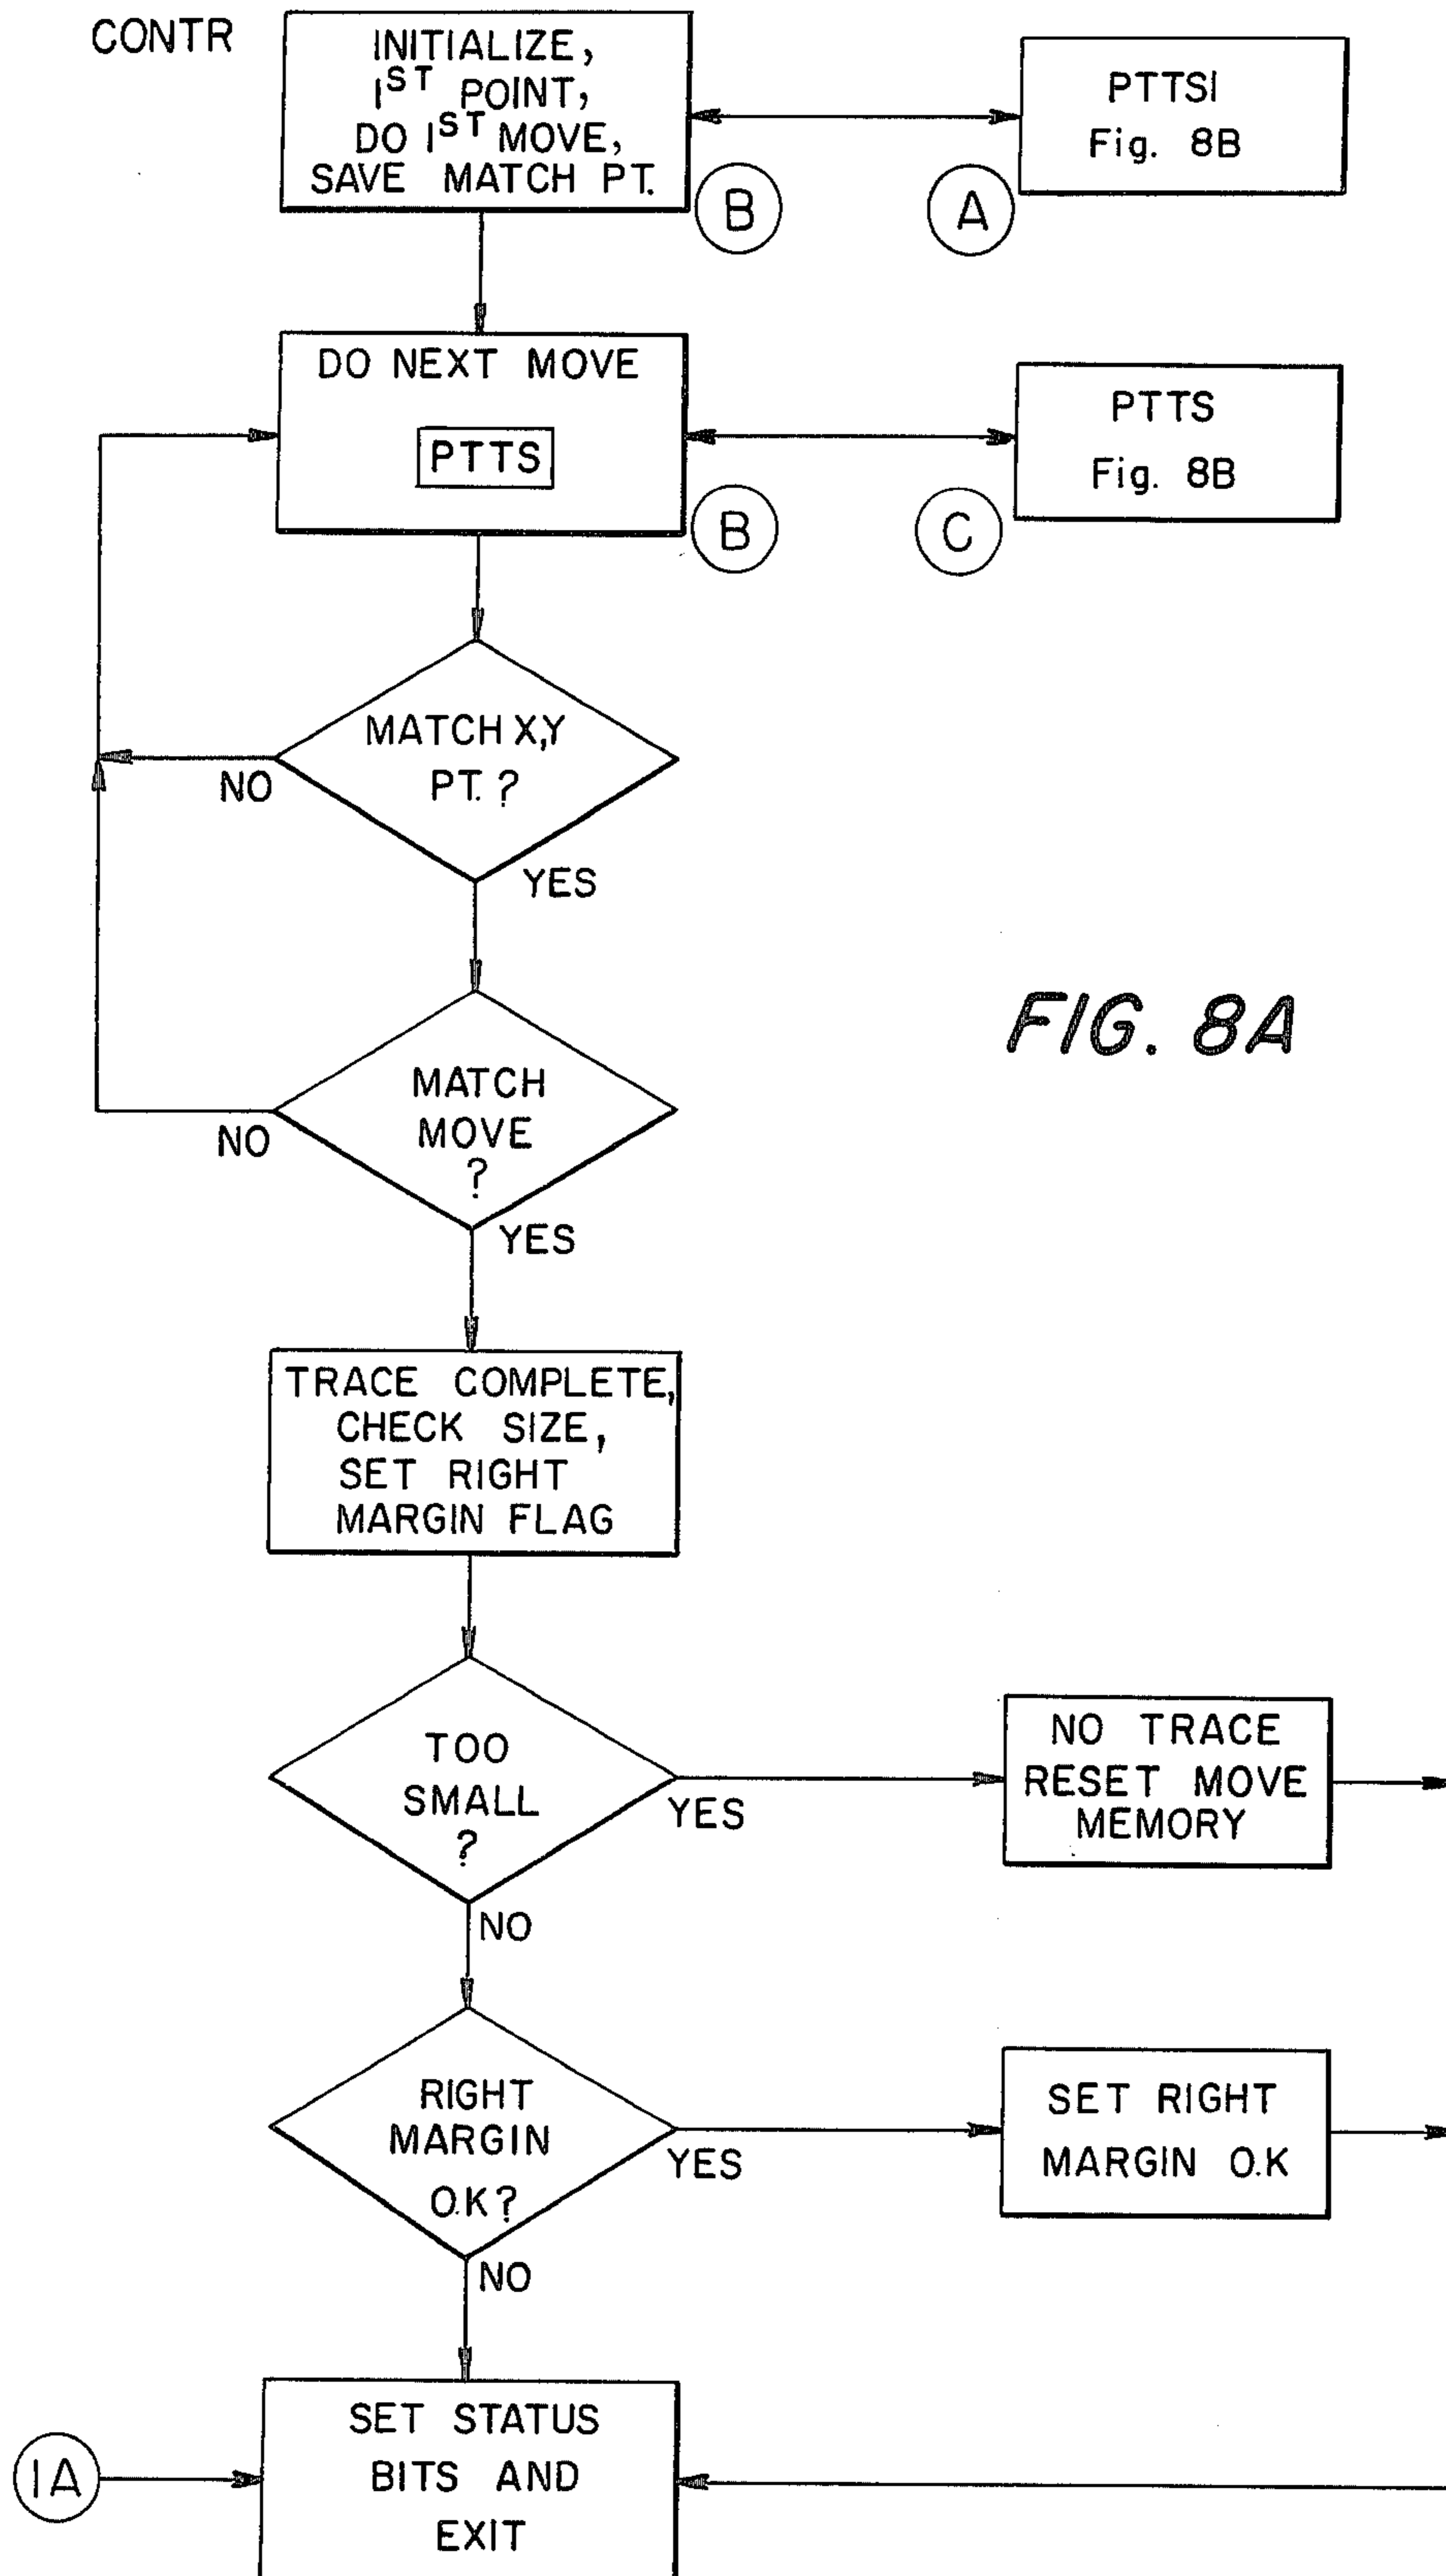 CONTR
INITIALIZE,
1ST POINT,
DO 1ST MOVE,
SAVE MATCH PT.
PTTS1
Fig. 8B
B
A
DO NEXT MOVE
PTTS
PTTS
Fig. 8B
B
C
MATCH X,Y
PT.?
NO
YES
FIG. 8A
MATCH
MOVE
?
NO
YES
TRACE COMPLETE,
CHECK SIZE,
SET RIGHT
MARGIN FLAG
TOO
SMALL
?
YES
NO TRACE
RESET MOVE
MEMORY
NO
RIGHT
MARGIN
O.K?
YES
SET RIGHT
MARGIN O.K
NO
1A
SET STATUS
BITS AND
EXIT